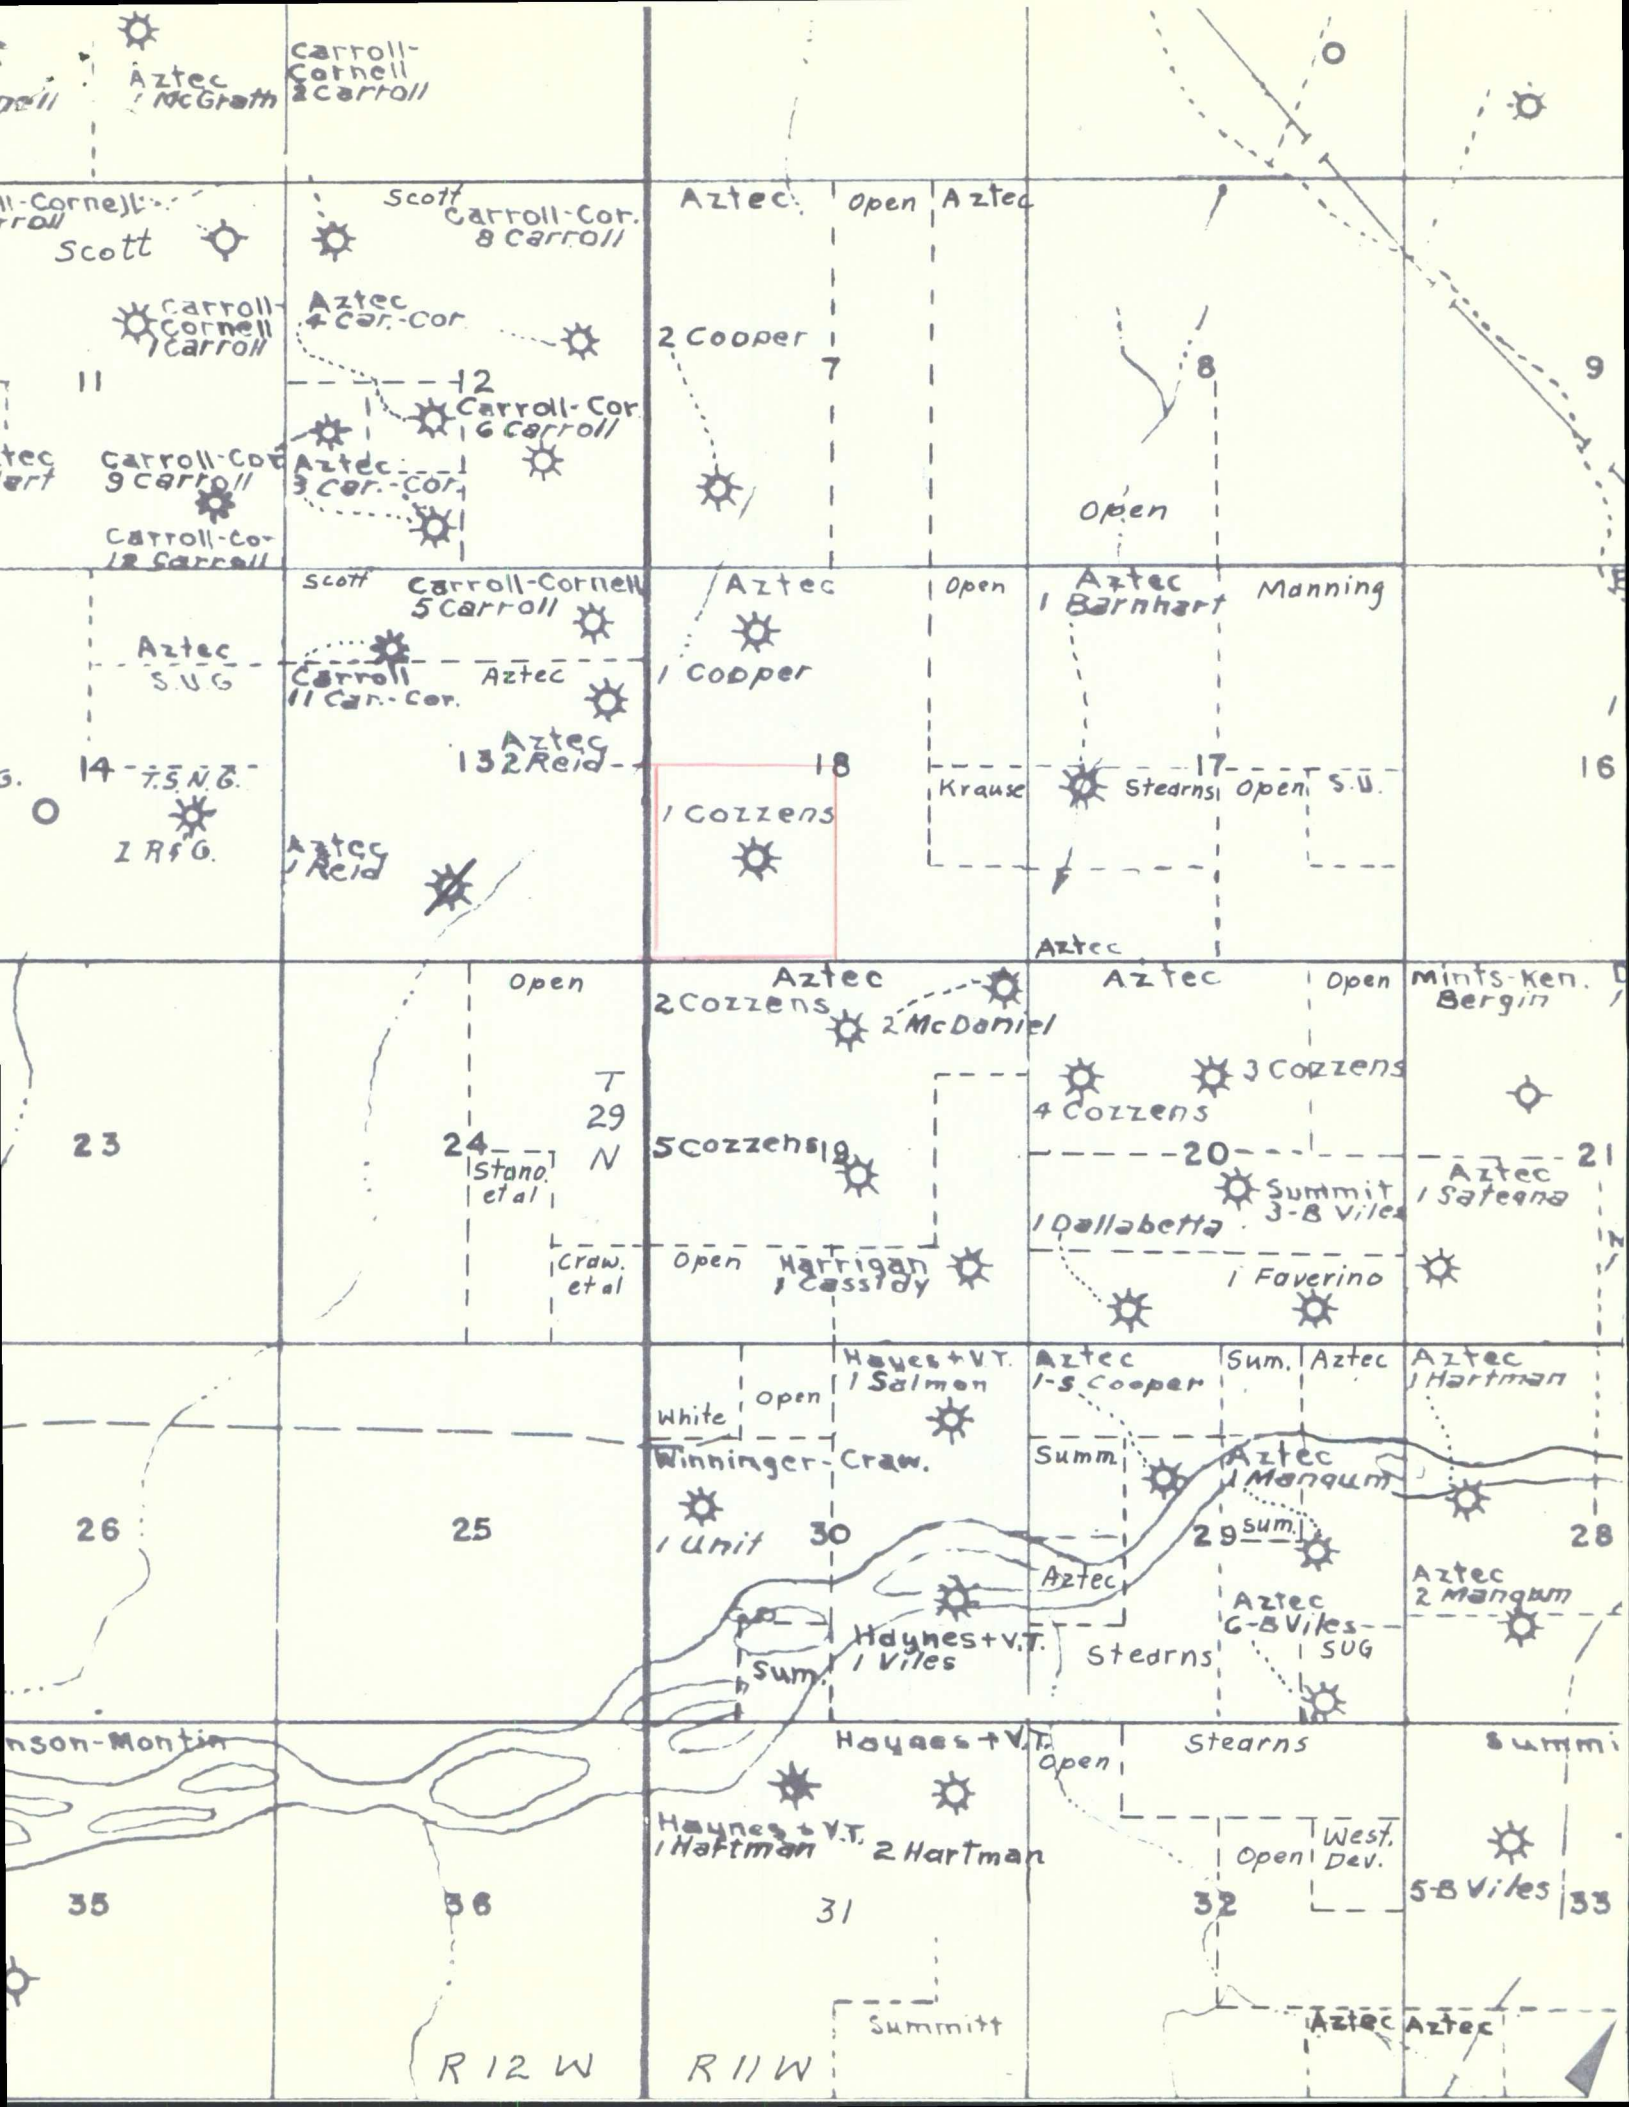 Aztec
1 McGrath
Carroll-
Cornell
2 Carroll
Scott
Carroll-Cor.
8 Carroll
Scott
Carroll-
Cornell
1 Carroll
11
Aztec
4 Car.-Cor.
12
Carroll-Cor.
6 Carroll
Carroll-Cor.
9 Carroll
Aztec
3 Car.-Cor.
Carroll-Co-
12 Carroll
Aztec
Open
Aztec
2 Cooper
7
8
9
Open
Scott
Carroll-Cornell
5 Carroll
Aztec
S.U.G
Carroll
11 Car.-Cor.
Aztec
14
T.S.N.G.
13
Aztec
2 Reid
Aztec
1 Reid
Aztec
1 Cooper
Open
Aztec
1 Barnhart
Manning
18
1 Cozzens
Krause
Stearns
17
Open
S.U.
16
Aztec
Open
Aztec
2 Cozzens
2 McDaniel
Aztec
Open
Mints-Ken.
Bergin
4 Cozzens
3 Cozzens
T
29
N
23
24
Stano.
et al
5 Cozzens
19
20
21
Summit
3-B Viles
Aztec
1 Dallabetta
Craw.
et al
Open
Harrigan
1 Cassidy
1 Faverino
White
Open
Hayes + V.T.
1 Salmon
Aztec
1-S Cooper
Sum.
Aztec
Aztec
1 Hartman
Winninger-Craw.
Summ
Aztec
1 Mangum
26
25
1 Unit
30
29
Sum.
28
Aztec
Aztec
6-B Viles
SUG
Aztec
2 Mangum
Haynes + V.T.
1 Viles
Sum.
Stearns
nson-Montin
Haynes + V.T.
Open
Stearns
Summi
Haynes + V.T.
1 Hartman
2 Hartman
Open
West.
Dev.
5-B Viles
35
36
31
32
33
Summitt
Aztec
Aztec
R 12 W
R 11 W